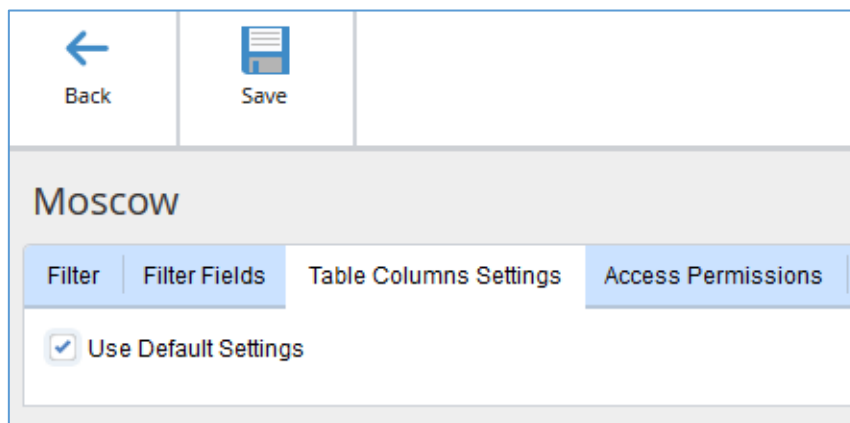 Back Save
Moscow
Filter Filter Fields Table Columns Settings Access Permissions
Use Default Settings